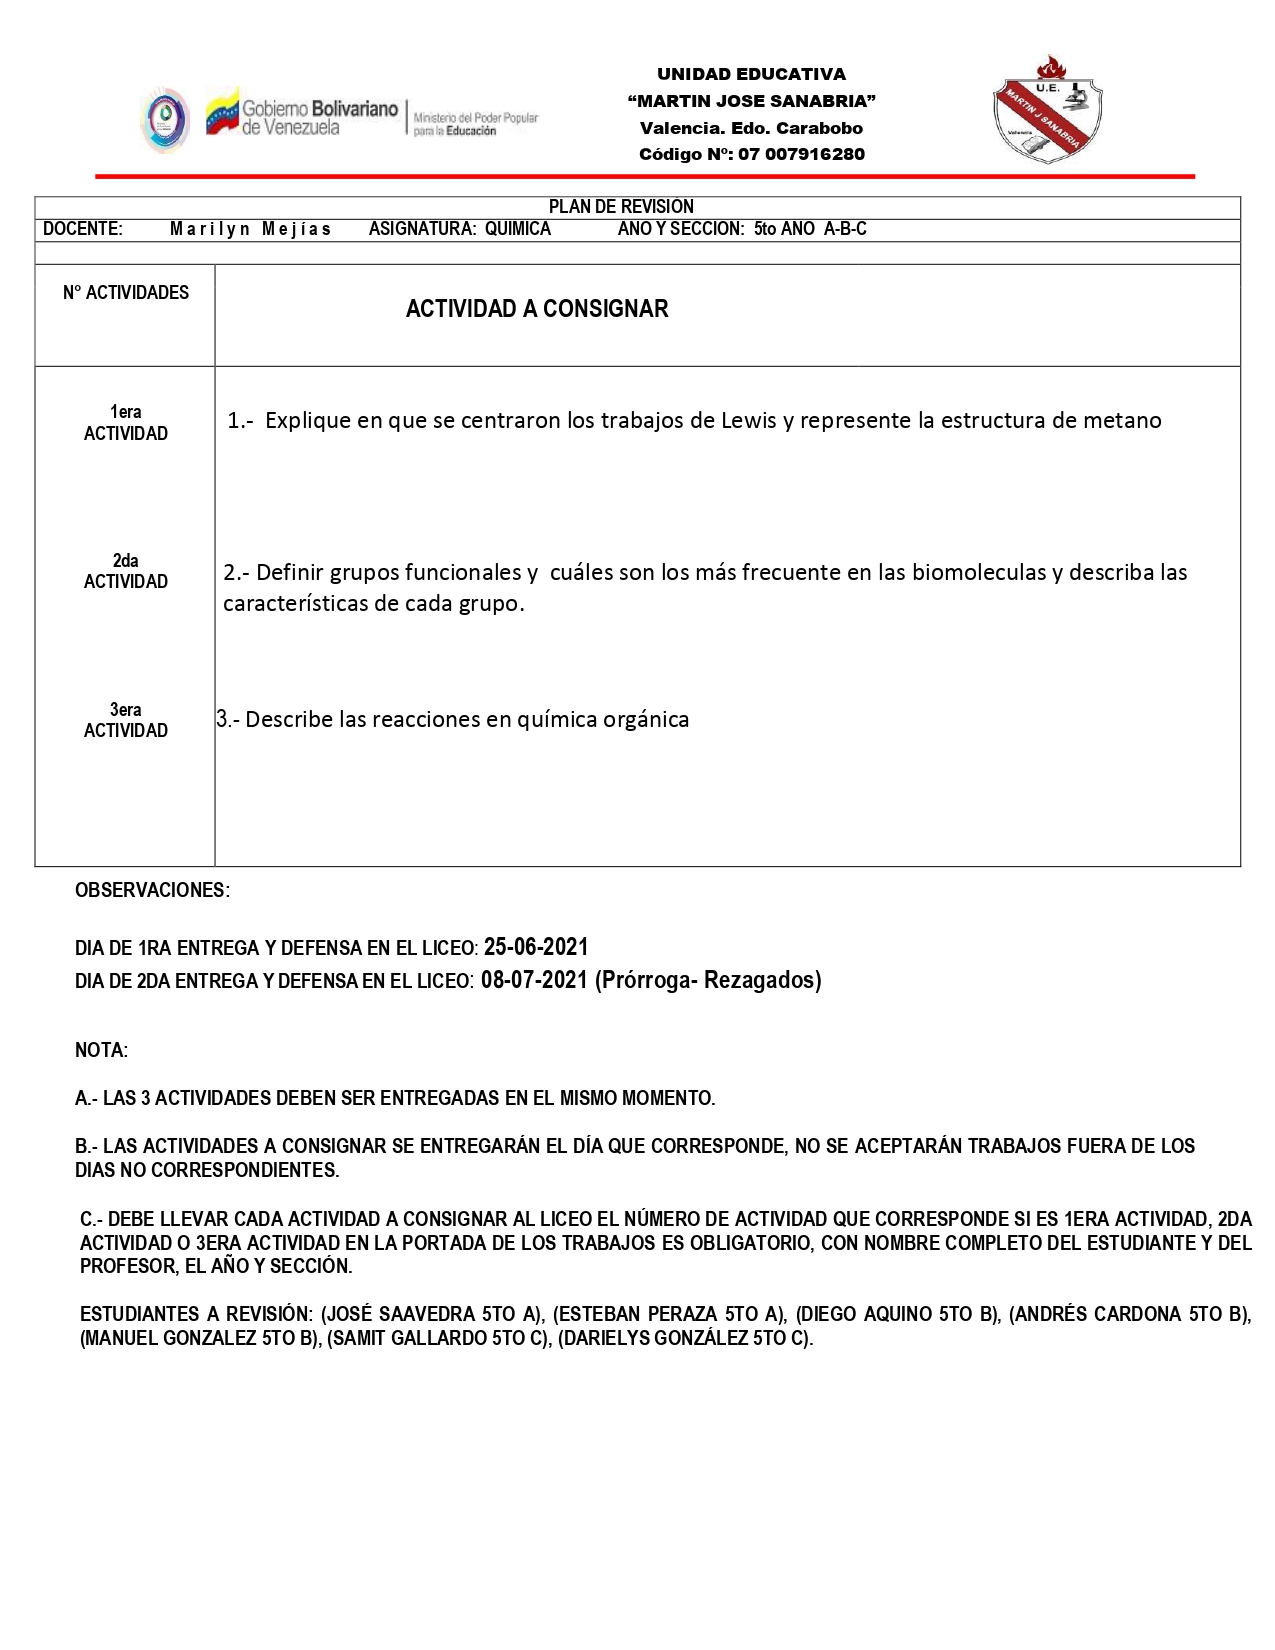 Gobierno Bolivariano
de Venezuela
Ministerio del Poder Popular
para la Educación
UNIDAD EDUCATIVA
“MARTIN JOSE SANABRIA”
Valencia. Edo. Carabobo
Código Nº: 07 007916280
U.E.
MARTIN J SANABRIA
Valencia
PLAN DE REVISIÓN
DOCENTE: Marilyn Mejías ASIGNATURA: QUIMICA ANO Y SECCION: 5to ANO A-B-C
N° ACTIVIDADES
ACTIVIDAD A CONSIGNAR
1era
ACTIVIDAD
1.- Explique en que se centraron los trabajos de Lewis y represente la estructura de metano
2da
ACTIVIDAD
2.- Definir grupos funcionales y cuáles son los más frecuente en las biomoleculas y describa las
características de cada grupo.
3era
ACTIVIDAD
3.- Describe las reacciones en química orgánica
OBSERVACIONES:
DIA DE 1RA ENTREGA Y DEFENSA EN EL LICEO: 25-06-2021
DIA DE 2DA ENTREGA Y DEFENSA EN EL LICEO: 08-07-2021 (Prórroga- Rezagados)
NOTA:
A.- LAS 3 ACTIVIDADES DEBEN SER ENTREGADAS EN EL MISMO MOMENTO.
B.- LAS ACTIVIDADES A CONSIGNAR SE ENTREGARÁN EL DÍA QUE CORRESPONDE, NO SE ACEPTARÁN TRABAJOS FUERA DE LOS
DIAS NO CORRESPONDIENTES.
C.- DEBE LLEVAR CADA ACTIVIDAD A CONSIGNAR AL LICEO EL NÚMERO DE ACTIVIDAD QUE CORRESPONDE SI ES 1ERA ACTIVIDAD, 2DA
ACTIVIDAD O 3ERA ACTIVIDAD EN LA PORTADA DE LOS TRABAJOS ES OBLIGATORIO, CON NOMBRE COMPLETO DEL ESTUDIANTE Y DEL
PROFESOR, EL AÑO Y SECCIÓN.
ESTUDIANTES A REVISIÓN: (JOSÉ SAAVEDRA 5TO A), (ESTEBAN PERAZA 5TO A), (DIEGO AQUINO 5TO B), (ANDRÉS CARDONA 5TO B),
(MANUEL GONZALEZ 5TO B), (SAMIT GALLARDO 5TO C), (DARIELYS GONZÁLEZ 5TO C).